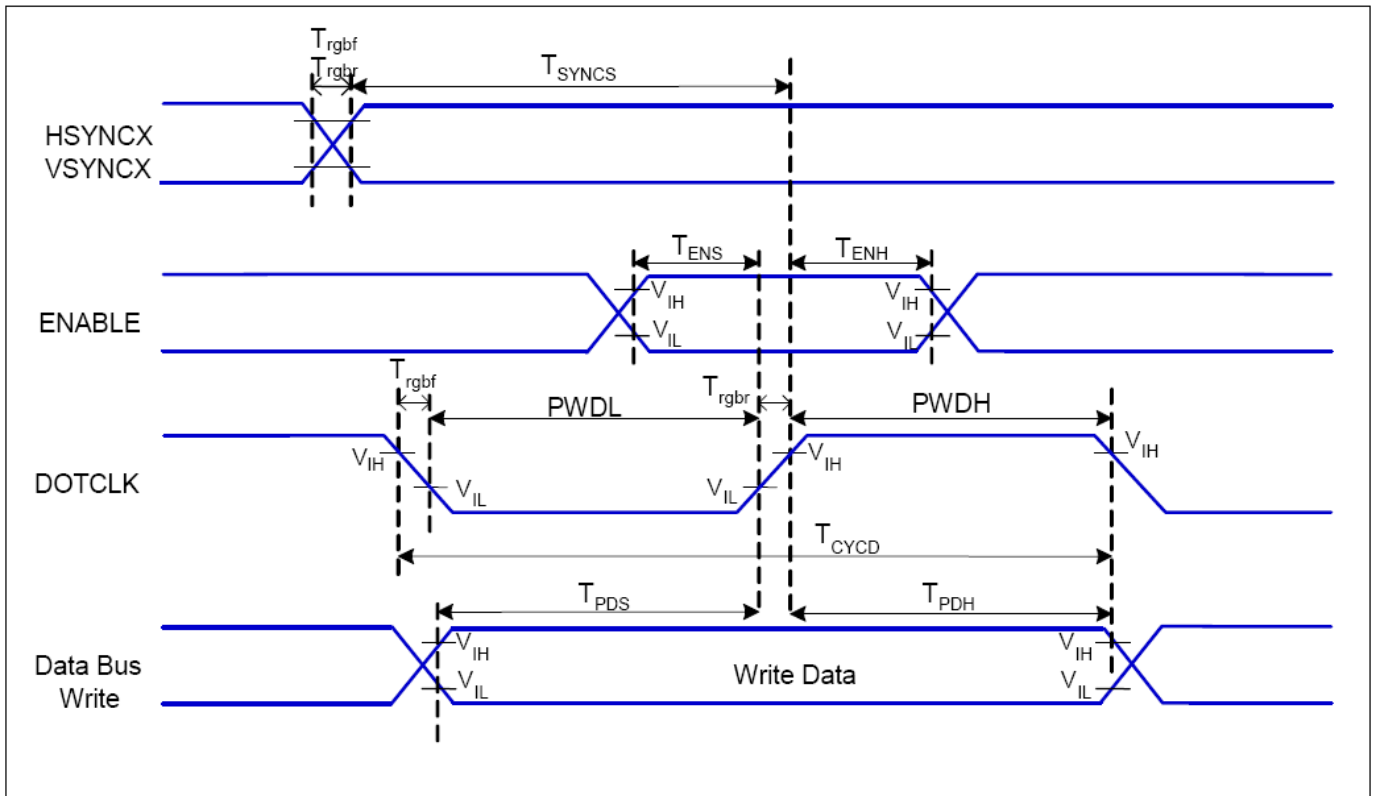 Trgbf
Trgbr
TSYNCS
HSYNCX
VSYNCX
TENS
TENH
VIH
VIH
ENABLE
VIL
VIL
Trgbf
Trgbr
PWDL
PWDH
VIH
VIH
VIH
DOTCLK
VIL
VIL
TCYCD
TPDS
TPDH
VIH
VIH
Data Bus
Write
Write Data
VIL
VIL